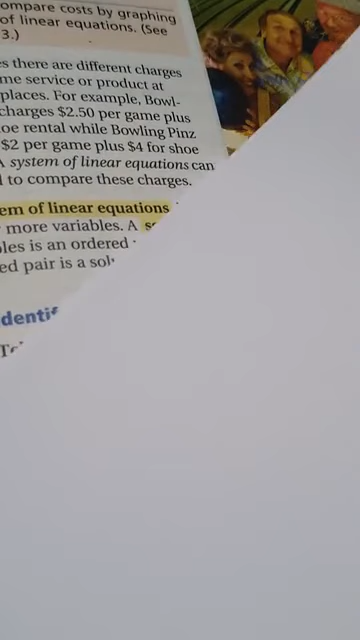 ompare costs by graphing
of linear equations. (See
3.)
es there are different charges
me service or product at
places. For example, Bowl-
charges $2.50 per game plus
oe rental while Bowling Pinz
$2 per game plus $4 for shoe
A system of linear equations can
l to compare these charges.
em of linear equations
more variables. A
les is an ordered
ed pair is a sol
dentif